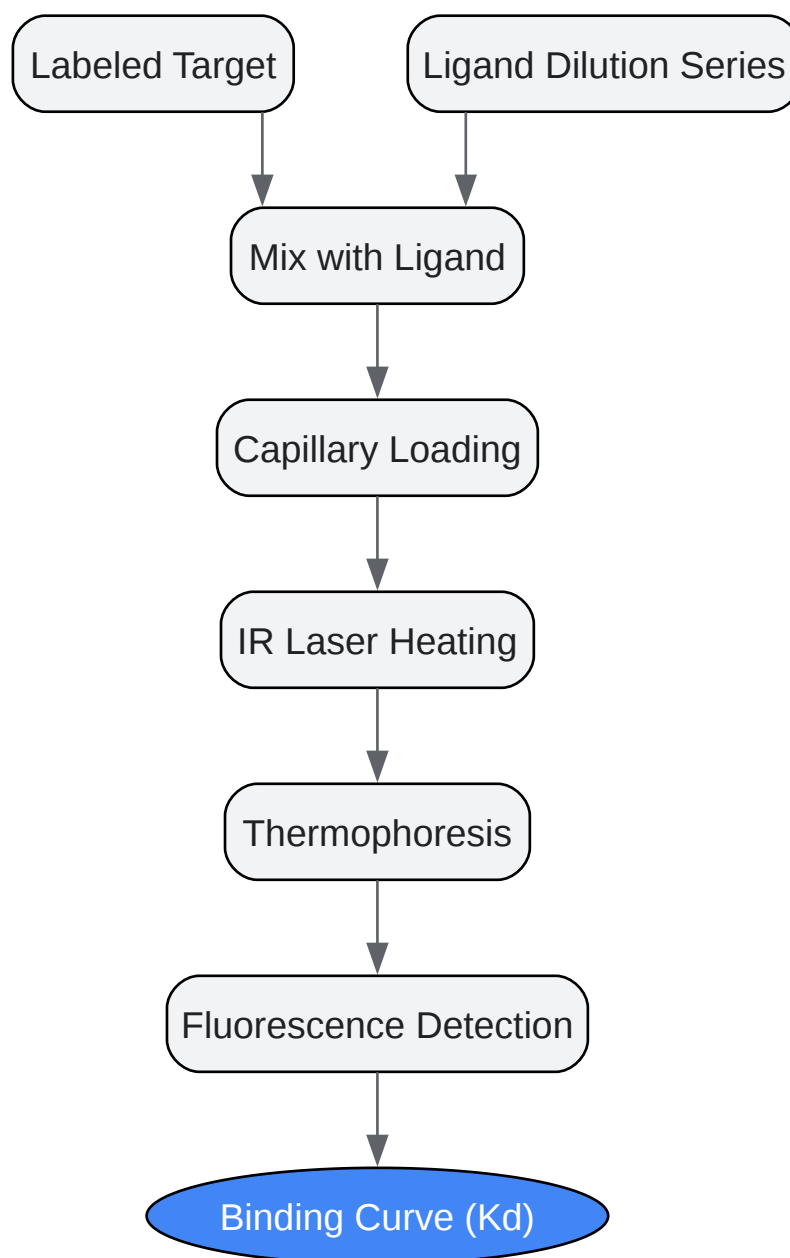 Labeled Target
Ligand Dilution Series
Mix with Ligand
Capillary Loading
IR Laser Heating
Thermophoresis
Fluorescence Detection
Binding Curve (Kd)